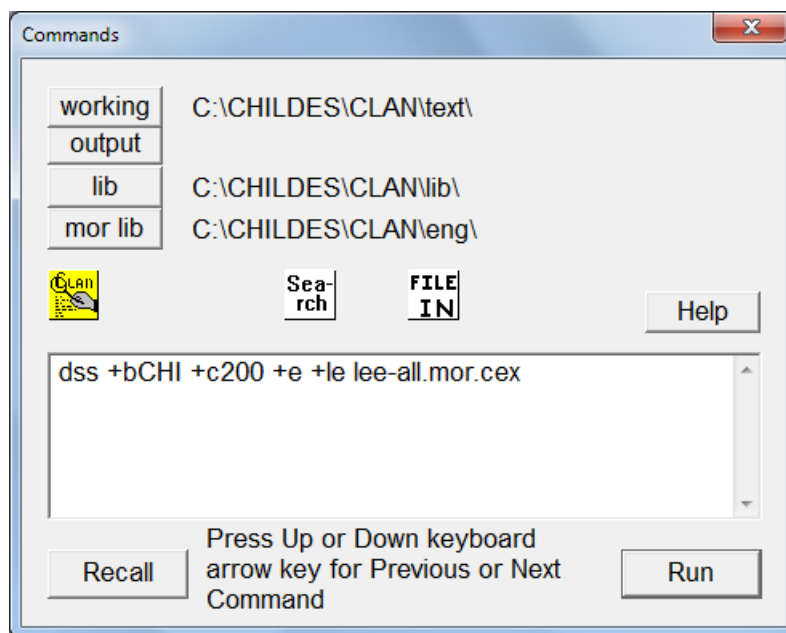 Commands
x
working C:\CHILDES\CLAN\text\
output
lib C:\CHILDES\CLAN\lib\
mor lib C:\CHILDES\CLAN\eng\
CLAN Sea- FILE
rch IN
Help
dss +bCHI +c200 +e +le lee-all.mor.cex
Press Up or Down keyboard
Recall arrow key for Previous or Next Run
Command